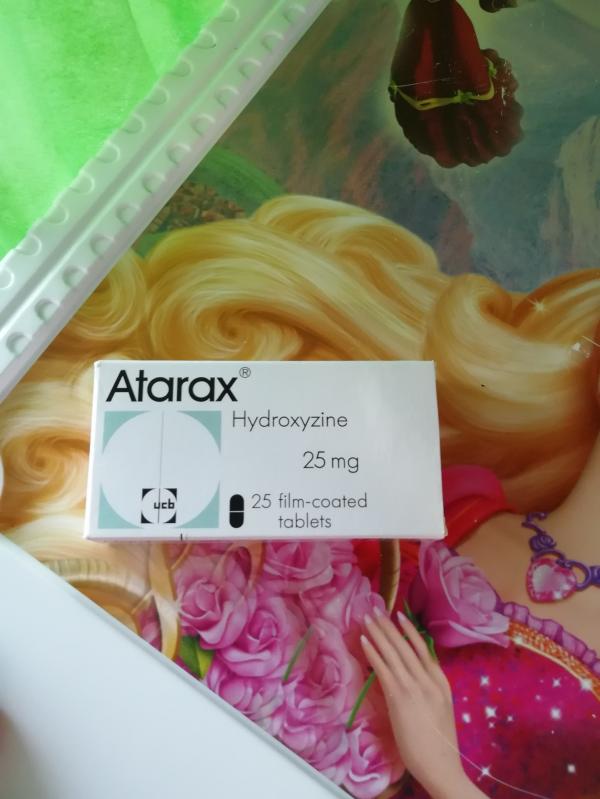 Atarax®
Hydroxyzine
25 mg
ucb
25 film-coated
tablets